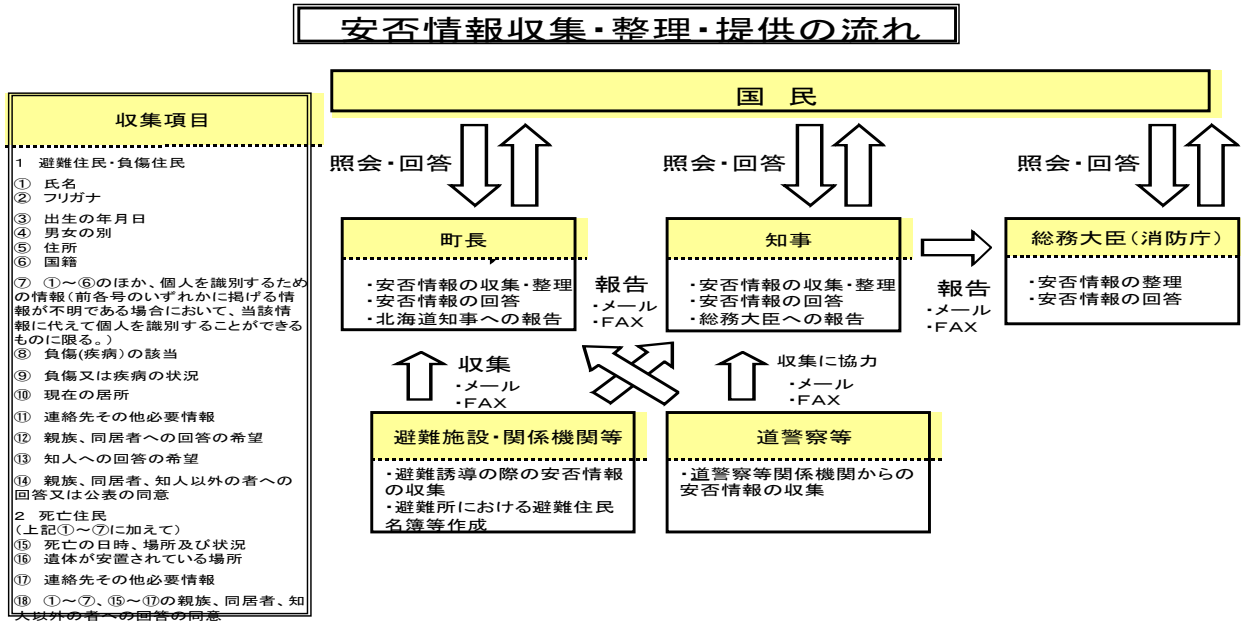 安否情報収集・整理・提供の流れ
国 民
収集項目
1 避難住民・負傷住民
① 氏名
② フリガナ
③ 出生の年月日
④ 男女の別
⑤ 住所
⑥ 国籍
⑦ ①～⑥のほか、個人を識別するため
の情報(前各号のいずれかに掲げる情
報が不明である場合において、当該情
報に代えて個人を識別することができる
ものに限る。)
⑧ 負傷(疾病)の該当
⑨ 負傷又は疾病の状況
⑩ 現在の居所
⑪ 連絡先その他必要情報
⑫ 親族、同居者への回答の希望
⑬ 知人への回答の希望
⑭ 親族、同居者、知人以外の者への
回答又は公表の同意
2 死亡住民
(上記①～⑦に加えて)
⑮ 死亡の日時、場所及び状況
⑯ 遺体が安置されている場所
⑰ 連絡先その他必要情報
⑱ ①～⑦、⑮～⑰の親族、同居者、知
人以外の者への回答の同意
照会・回答
照会・回答
照会・回答
町長
・安否情報の収集・整理
・安否情報の回答
・北海道知事への報告
報告
・メール
・FAX
知事
・安否情報の収集・整理
・安否情報の回答
・総務大臣への報告
報告
・メール
・FAX
総務大臣(消防庁)
・安否情報の整理
・安否情報の回答
収集
・メール
・FAX
収集に協力
・メール
・FAX
避難施設・関係機関等
・避難誘導の際の安否情報
の収集
・避難所における避難住民
名簿等作成
道警察等
・道警察等関係機関からの
安否情報の収集